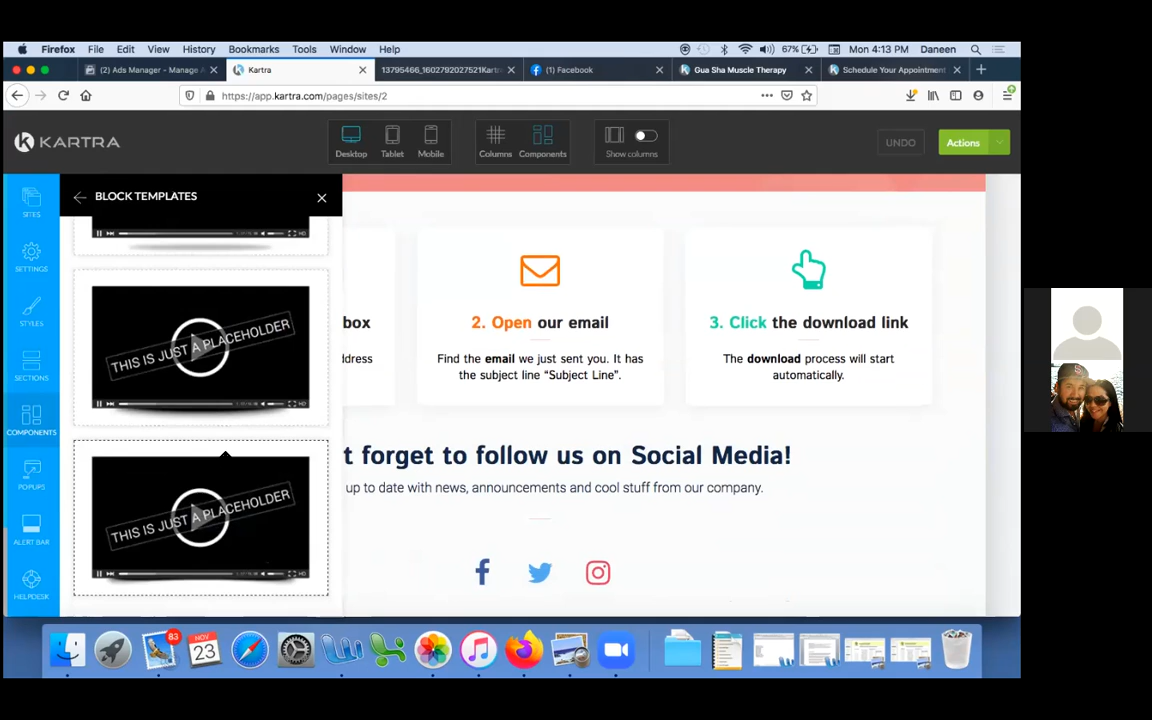 Firefox File Edit View History Bookmarks Tools Window Help 67% Mon 4:13 PM Daneen
(2) Ads Manager - Manage A
Kartra
13795466_1602792027521Kartr
(1) Facebook
Gua Sha Muscle Therapy
Schedule Your Appointment
https://app.kartra.com/pages/sites/2
KARTRA
Desktop Tablet Mobile
Columns Components
Show columns
UNDO
Actions
BLOCK TEMPLATES
SITES
SETTINGS
STYLES
SECTIONS
COMPONENTS
POPUPS
ALERT BAR
HELPDESK
HD
THIS IS JUST A PLACEHOLDER
HD
THIS IS JUST A PLACEHOLDER
HD
box
dress
2. Open our email
Find the email we just sent you. It has
the subject line “Subject Line”.
3. Click the download link
The download process will start
automatically.
t forget to follow us on Social Media!
up to date with news, announcements and cool stuff from our company.
83
NOV
23